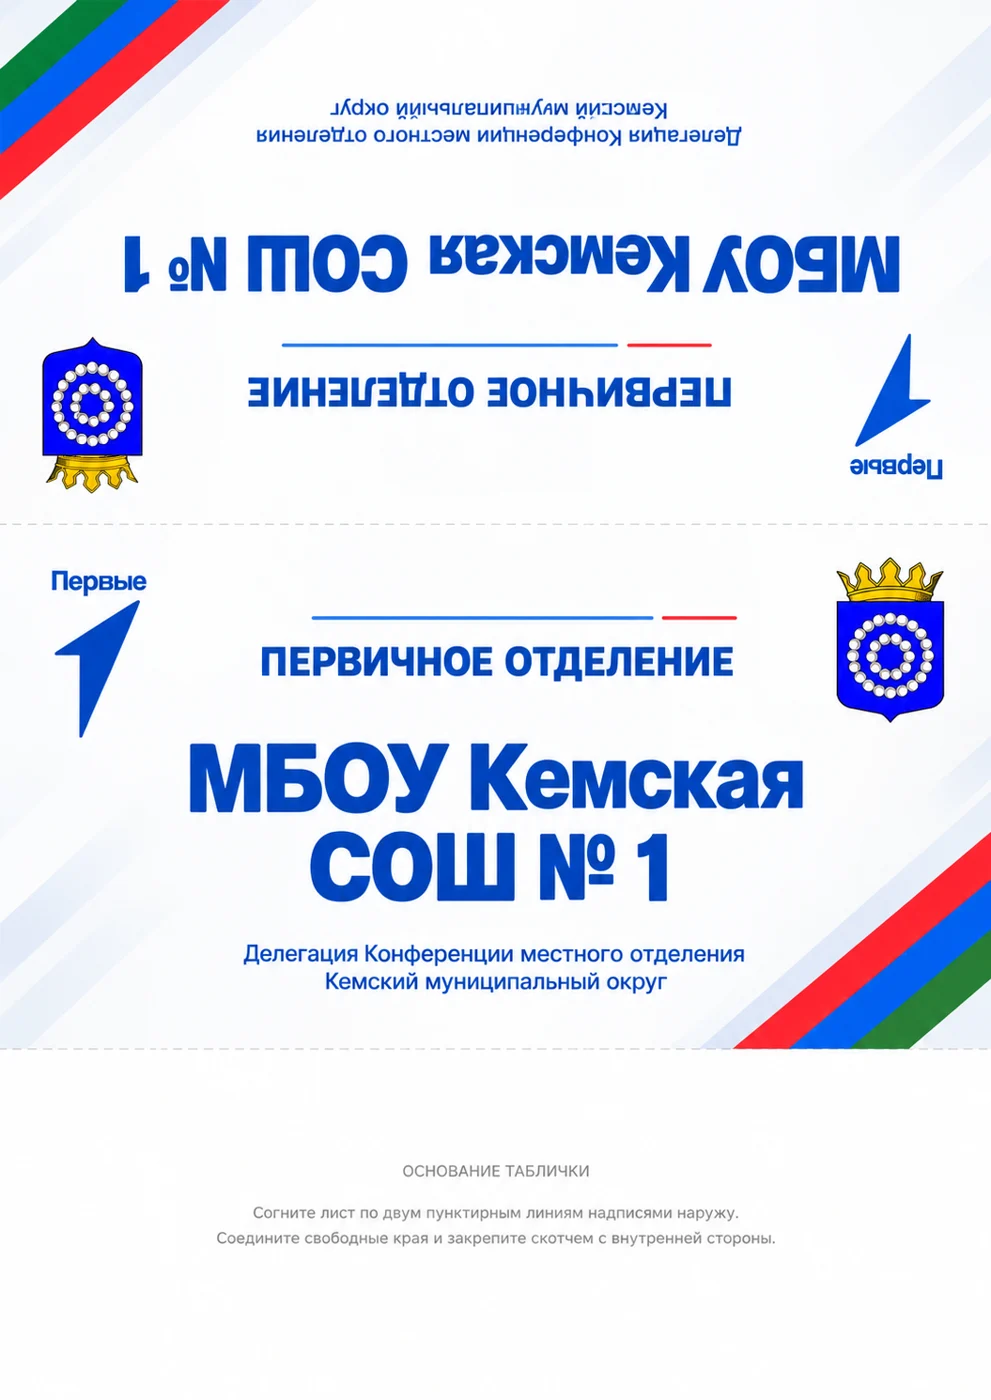 Делегация Конференции местного отделения
Кемский муниципальный округ
МБОУ Кемская СОШ № 1
ПЕРВИЧНОЕ ОТДЕЛЕНИЕ
Первые
Первые
ПЕРВИЧНОЕ ОТДЕЛЕНИЕ
МБОУ Кемская
СОШ № 1
Делегация Конференции местного отделения
Кемский муниципальный округ
ОСНОВАНИЕ ТАБЛИЧКИ
Согните лист по двум пунктирным линиям надписями наружу.
Соедините свободные края и закрепите скотчем с внутренней стороны.